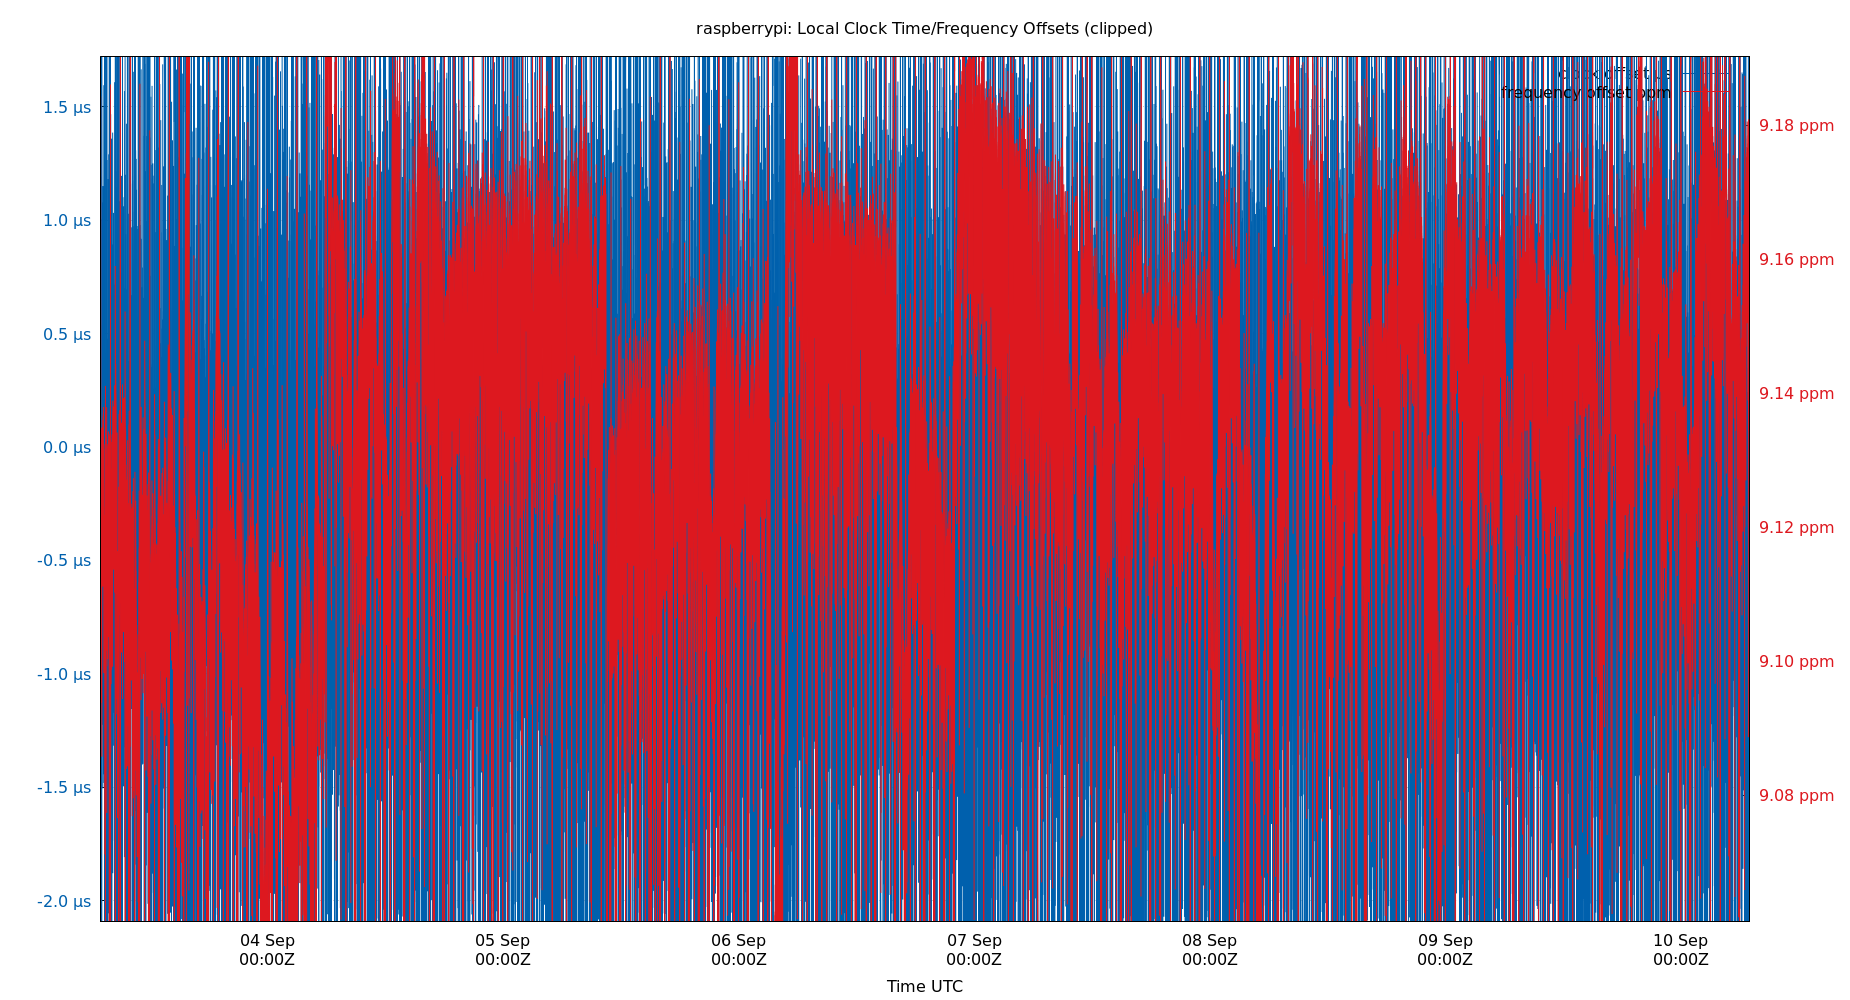 raspberrypi: Local Clock Time/Frequency Offsets (clipped)
clock offset µs
frequency offset ppm
1.5 µs
1.0 µs
0.5 µs
0.0 µs
-0.5 µs
-1.0 µs
-1.5 µs
-2.0 µs
9.18 ppm
9.16 ppm
9.14 ppm
9.12 ppm
9.10 ppm
9.08 ppm
04 Sep
00:00Z
05 Sep
00:00Z
06 Sep
00:00Z
07 Sep
00:00Z
08 Sep
00:00Z
09 Sep
00:00Z
10 Sep
00:00Z
Time UTC